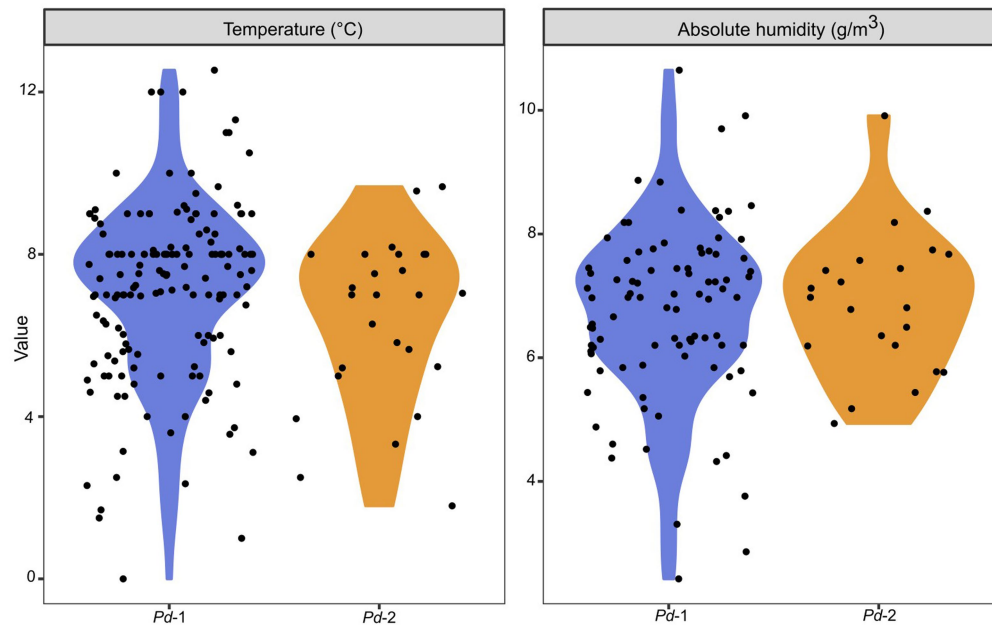 Temperature (°C)
Absolute humidity (g/m³)
Value
12
8
4
0
10
8
6
4
Pd-1
Pd-2
Pd-1
Pd-2